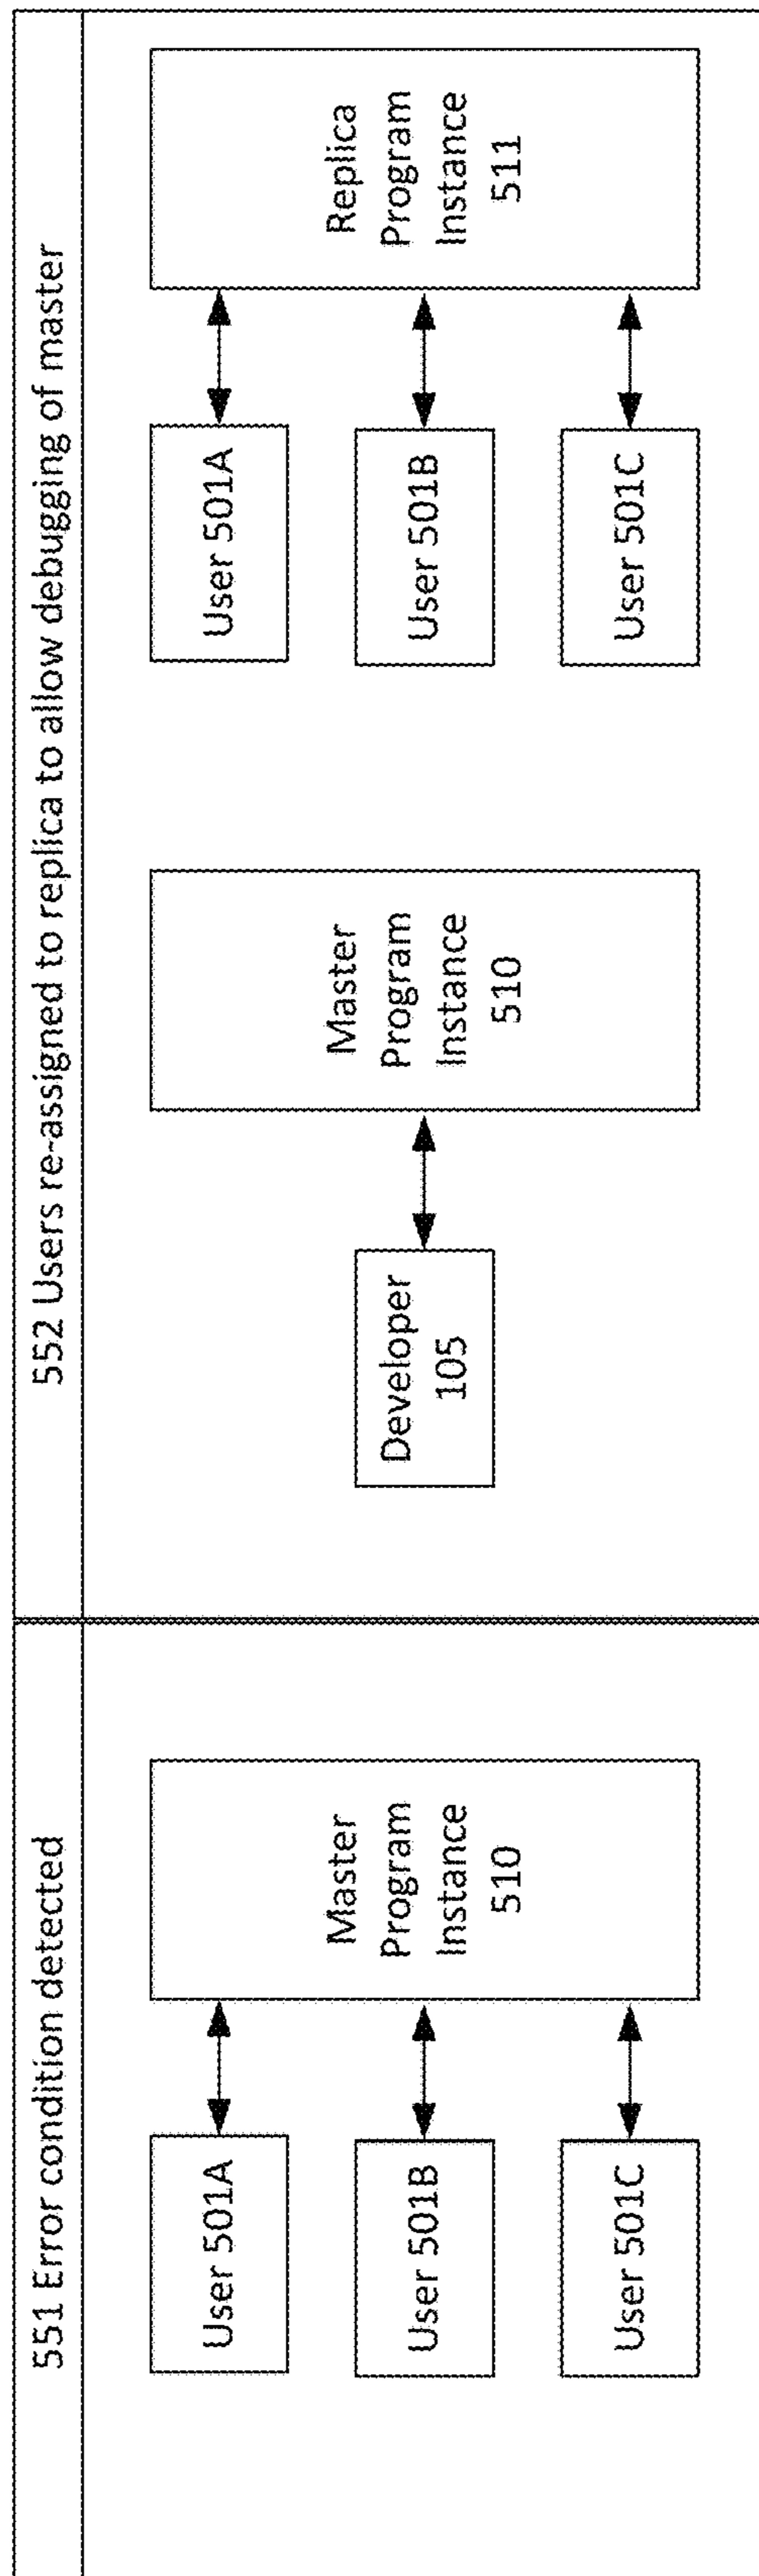 551 Error condition detected
User 501A
User 501B
User 501C
Master
Program
Instance
510
552 Users re-assigned to replica to allow debugging of master
Developer
105
Master
Program
Instance
510
User 501A
User 501B
User 501C
Replica
Program
Instance
511